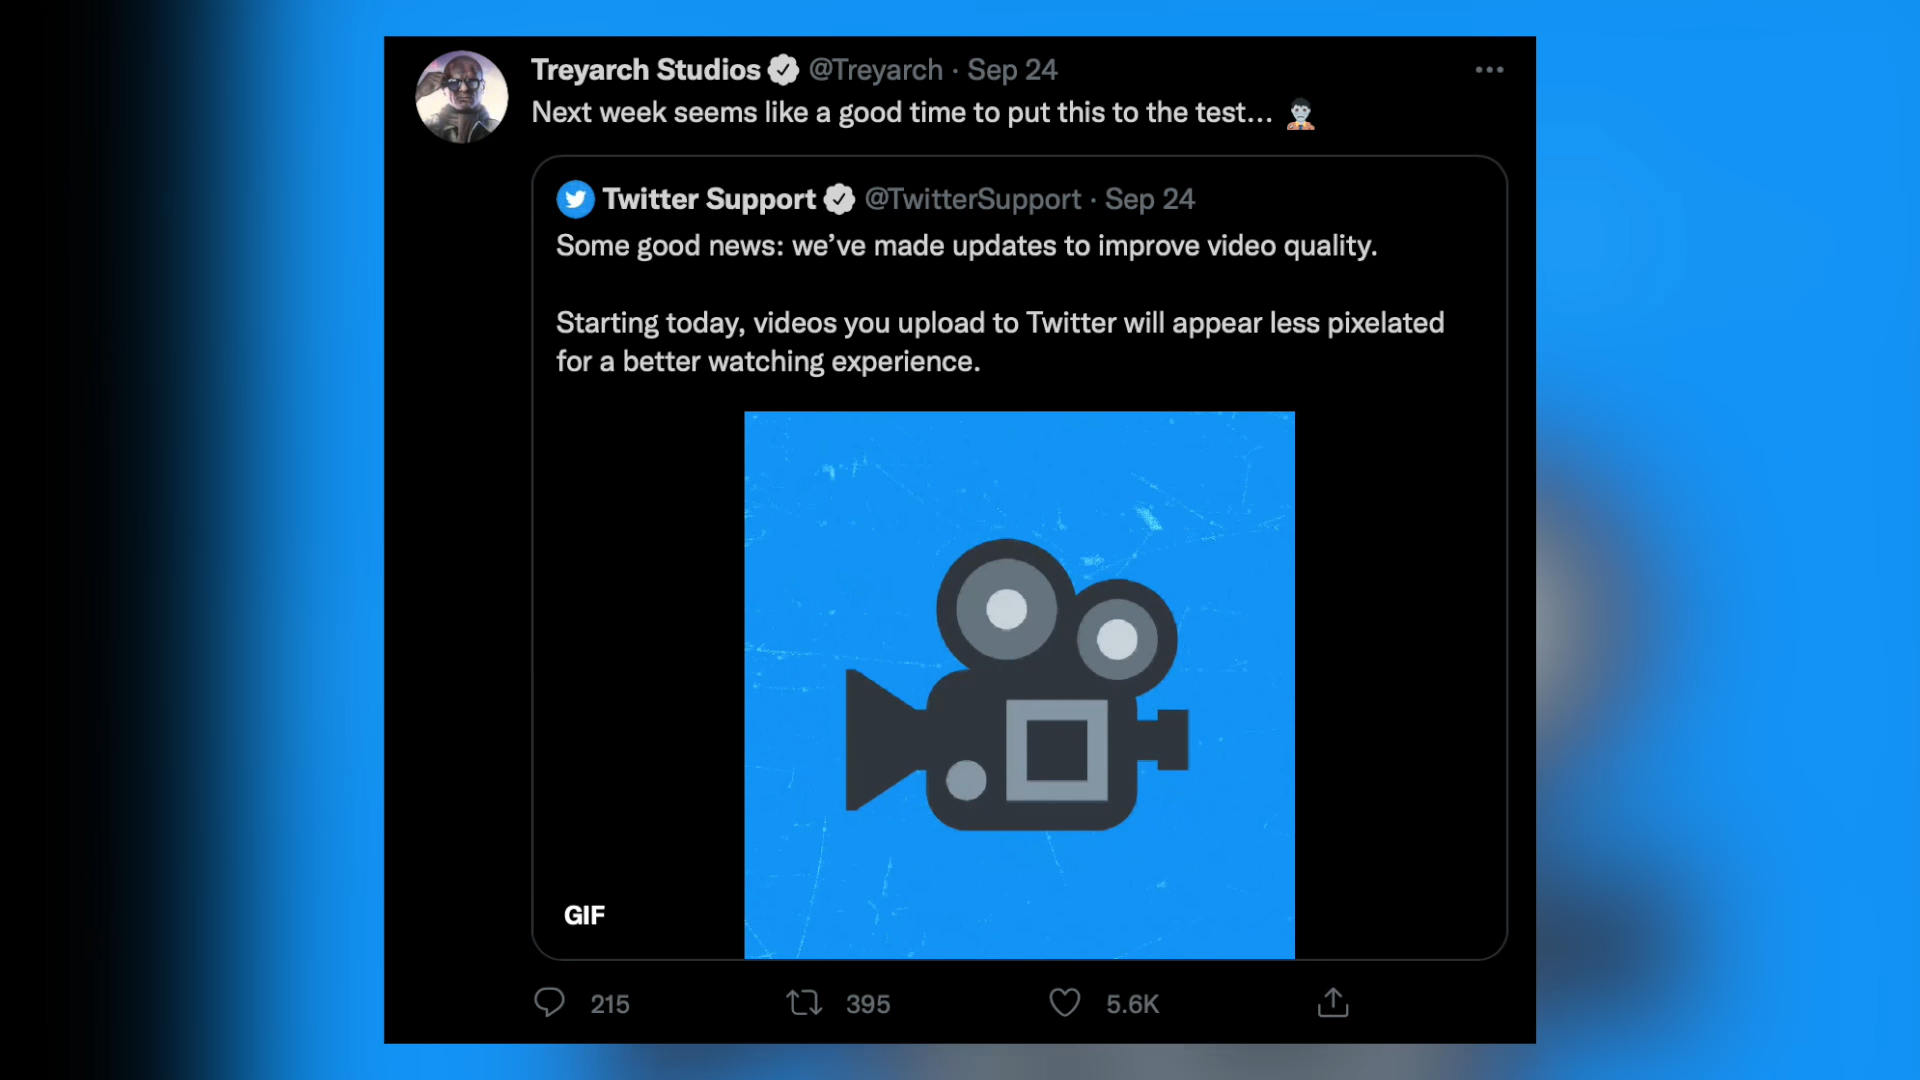 Treyarch Studios @Treyarch · Sep 24
Next week seems like a good time to put this to the test... 🧟‍♂️
Twitter Support @TwitterSupport · Sep 24
Some good news: we’ve made updates to improve video quality.
Starting today, videos you upload to Twitter will appear less pixelated
for a better watching experience.
GIF
215 395 5.6K